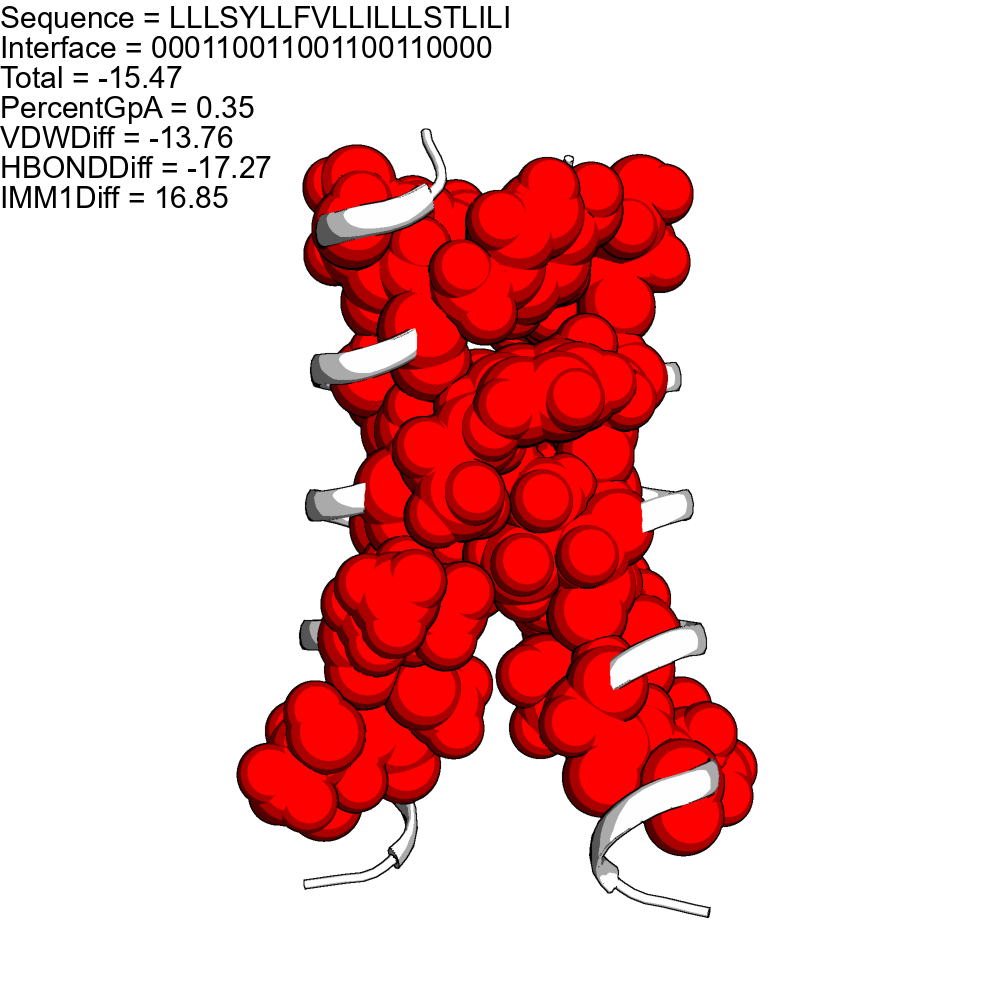 Sequence = LLLSYLLFVLLILLLSTLILI
Interface = 000110011001100110000
Total = -15.47
PercentGpA = 0.35
VDWDiff = -13.76
HBONDDiff = -17.27
IMM1Diff = 16.85